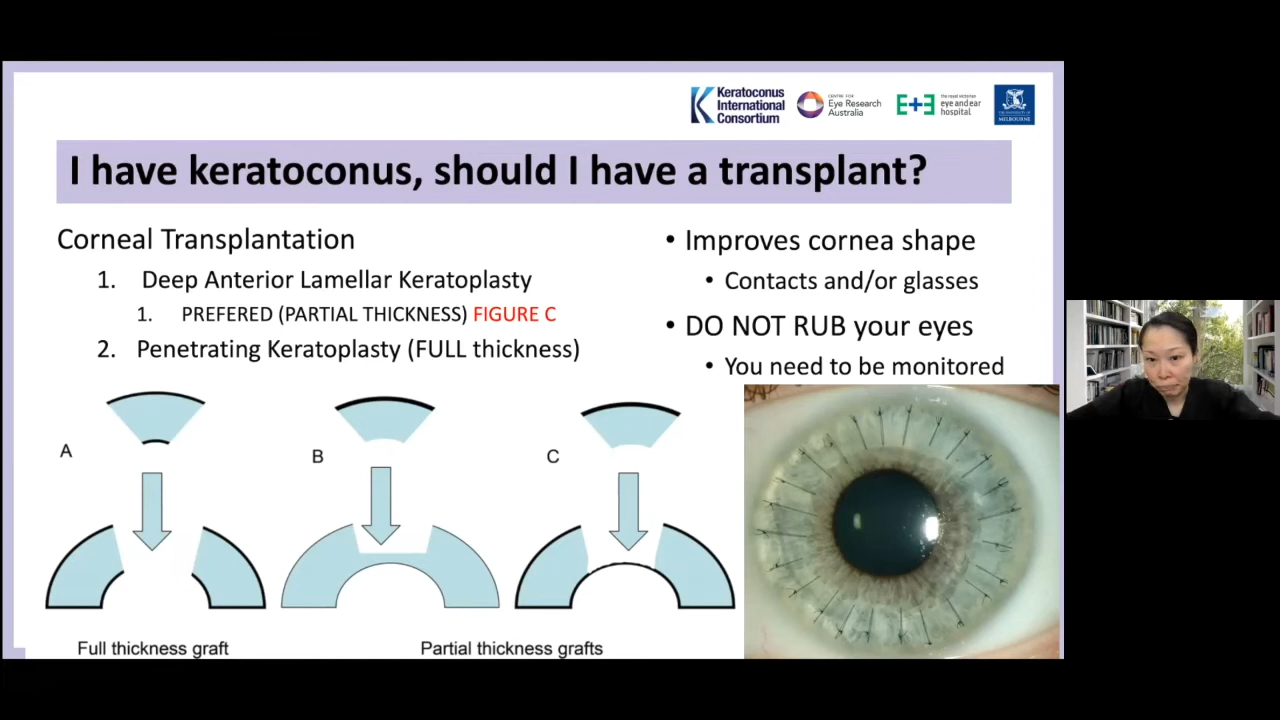 Keratoconus
International
Consortium
CENTRE FOR
Eye Research
Australia
the royal victorian
eye and ear
hospital
THE UNIVERSITY OF
MELBOURNE
I have keratoconus, should I have a transplant?
Corneal Transplantation
1. Deep Anterior Lamellar Keratoplasty
1. PREFERED (PARTIAL THICKNESS) FIGURE C
2. Penetrating Keratoplasty (FULL thickness)
• Improves cornea shape
• Contacts and/or glasses
• DO NOT RUB your eyes
• You need to be monitored
A
B
C
Full thickness graft
Partial thickness grafts